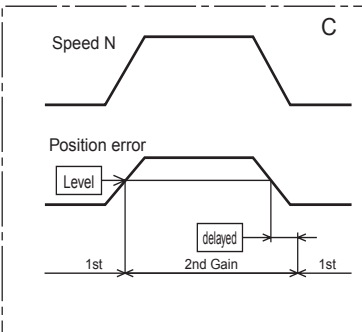 C
Speed N
Position error
Level
delayed
1st 2nd Gain 1st